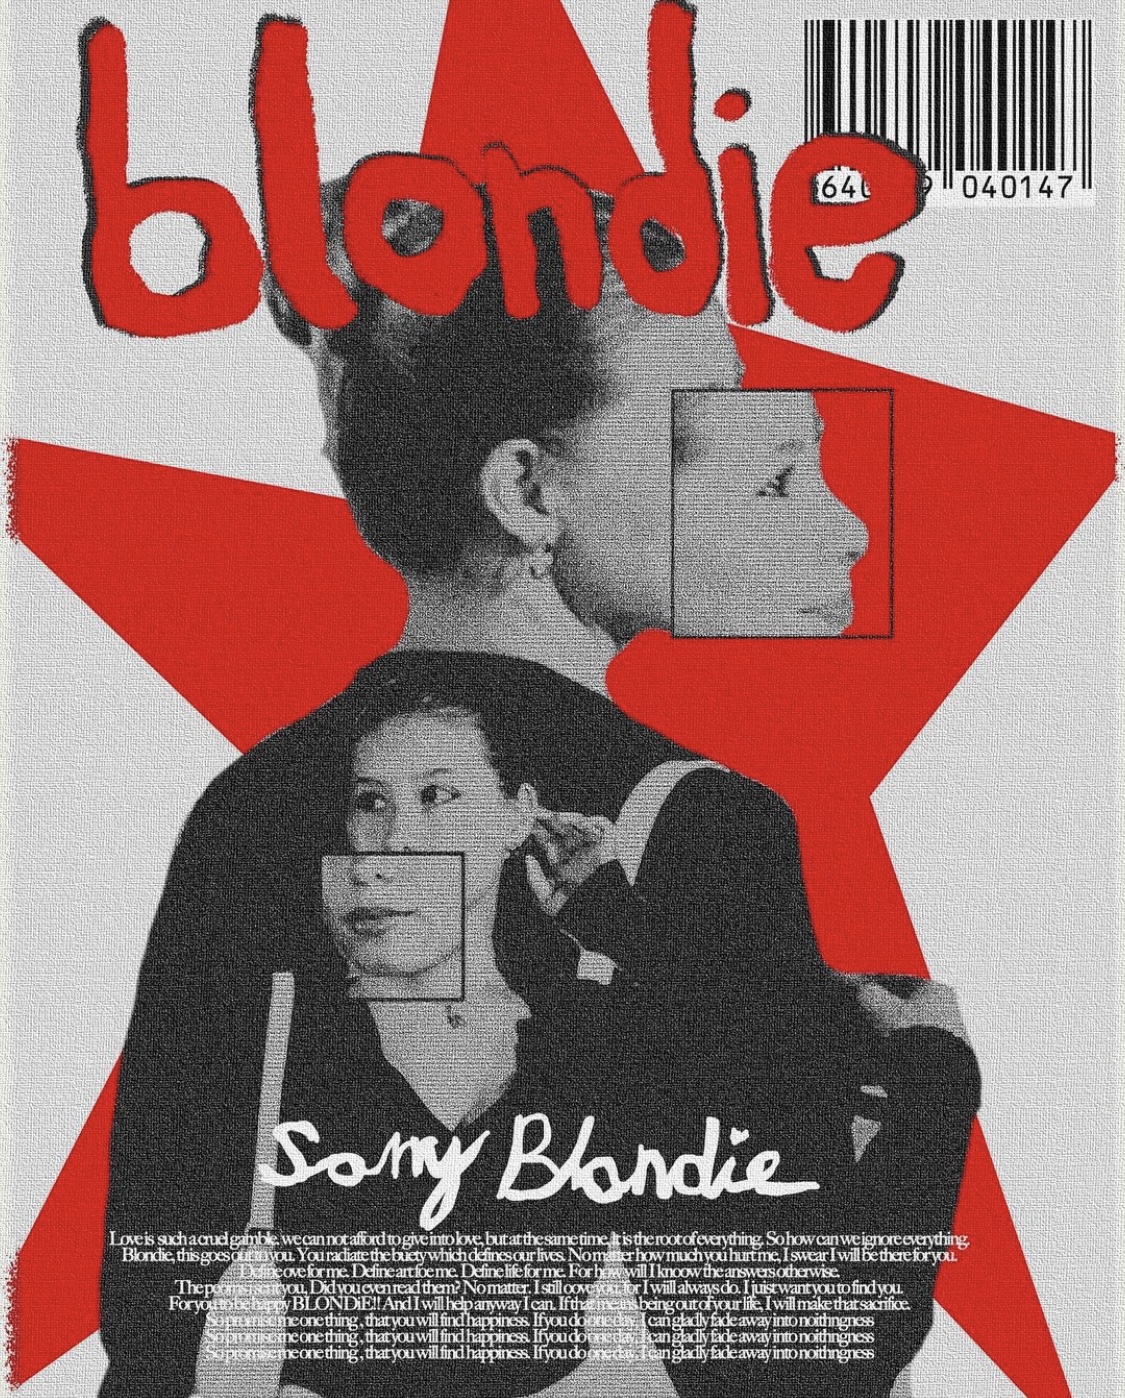 blondie
640 9 040147
Sorry Blondie
Love is such a cruel gamble, we can not afford to give into love, but at the same time, It is the root of everything. So how can we ignore everything.
Blondie, this goes out to you. You radiate the buety which defines our lives. No matter how much you hurt me, I swear I will be there for you.
Define ove for me. Define art foe me. Define life for me. For how will I knoow the answers otherwise.
The poems I sent you, Did you even read them? No matter. I still oove you, for I wiill always do. I just want you to find you.
For you to be happy BLONDiE!! And I will help anyway I can. If that means being out of your life, I will make that sacrifice.
So promise me one thing , that you will find happiness. If you do one day. I can gladly fade away into noithngness
So promise me one thing , that you will find happiness. If you do one day. I can gladly fade away into noithngness
So promise me one thing , that you will find happiness. If you do one day. I can gladly fade away into noithngness